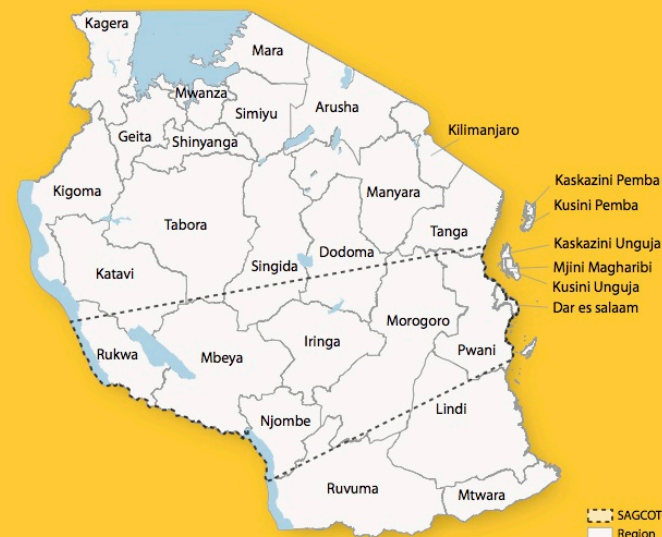 Kagera
Mara
Mwanza
Simiyu
Arusha
Geita
Shinyanga
Kilimanjaro
Kigoma
Manyara
Kaskazini Pemba
Kusini Pemba
Tabora
Tanga
Kaskazini Unguja
Dodoma
Singida
Katavi
Mjini Magharibi
Kusini Unguja
Dar es salaam
Morogoro
Iringa
Rukwa
Mbeya
Pwani
Lindi
Njombe
Ruvuma
Mtwara
SAGCOT
Region